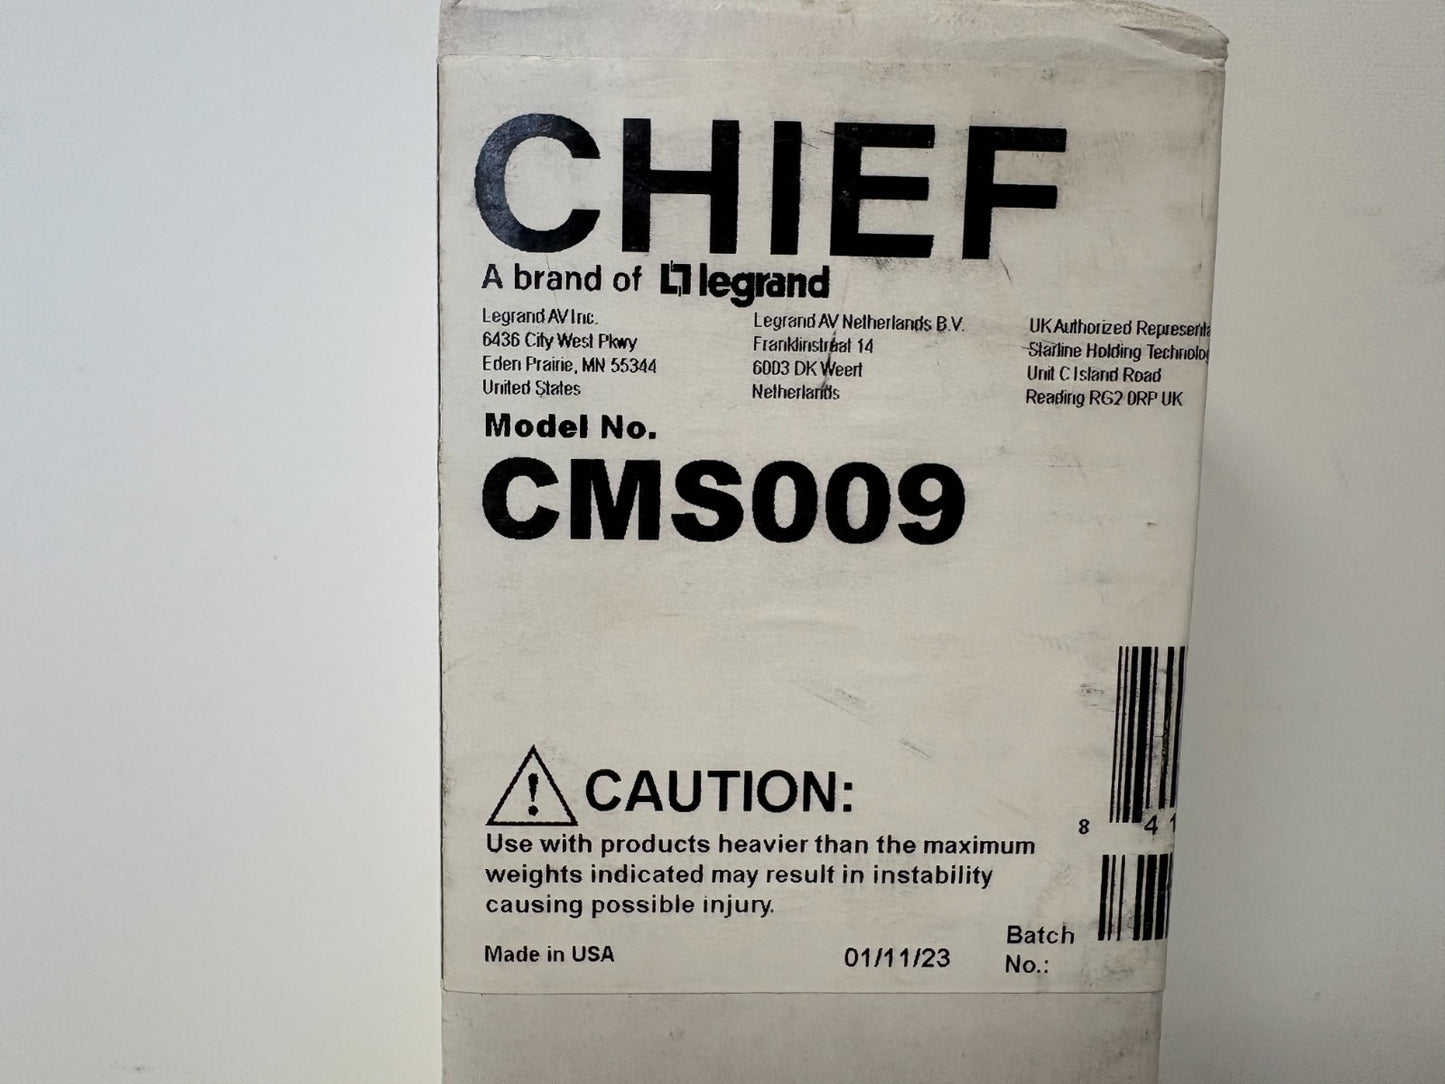 CHIEF
A brand of legrand
Legrand AV Inc.
6436 City West Pkwy
Eden Prairie, MN 55344
United States
Legrand AV Netherlands B.V.
Franklinstraat 14
6003 DK Weert
Netherlands
UK Authorized
Starline Holding
Unit C Island Road
Reading RG2 0RP UK
Model No.
CMS009
CAUTION:
Use with products heavier than the maximum
weights indicated may result in instability
causing possible injury.
Made in USA
01/11/23
Batch
No.:
8 41